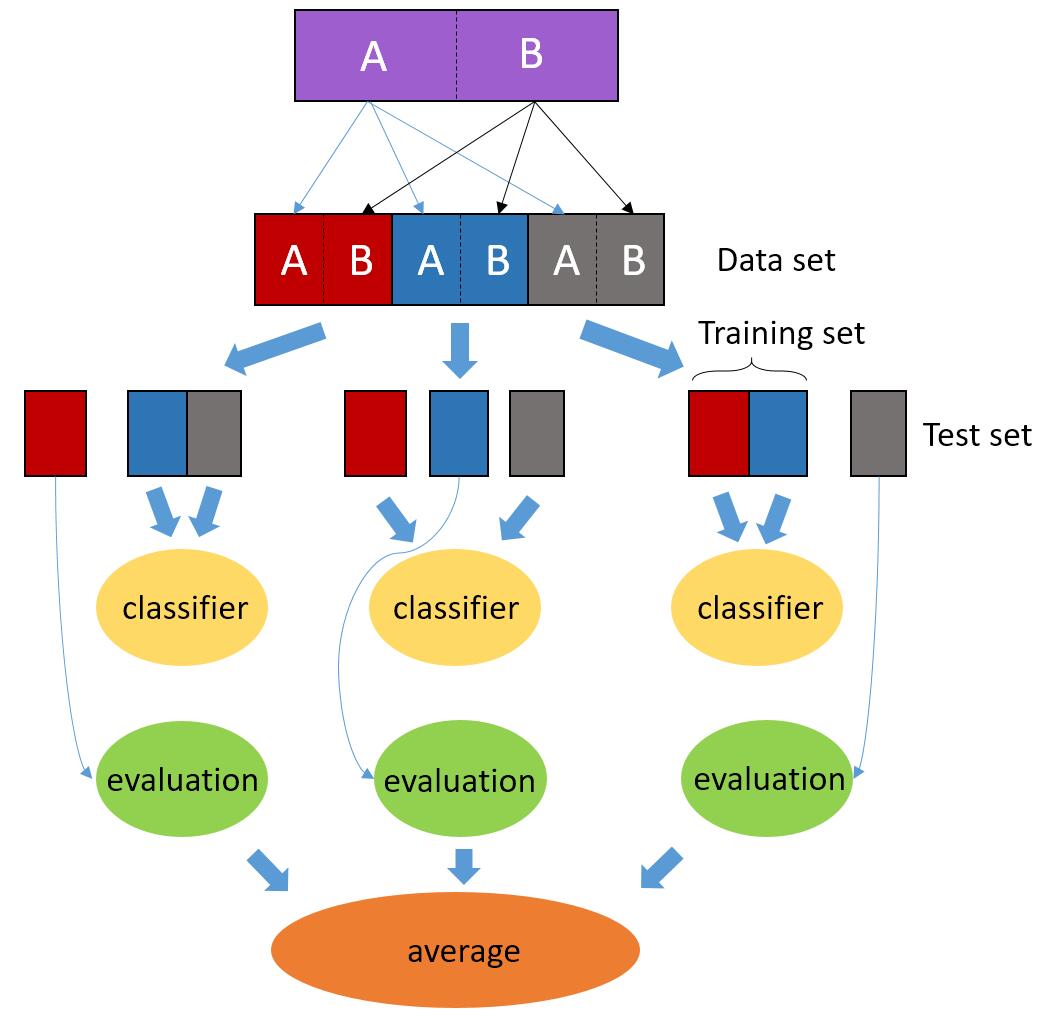 A B
A B A B A B
Data set
Training set
Test set
classifier classifier classifier
evaluation evaluation evaluation
average